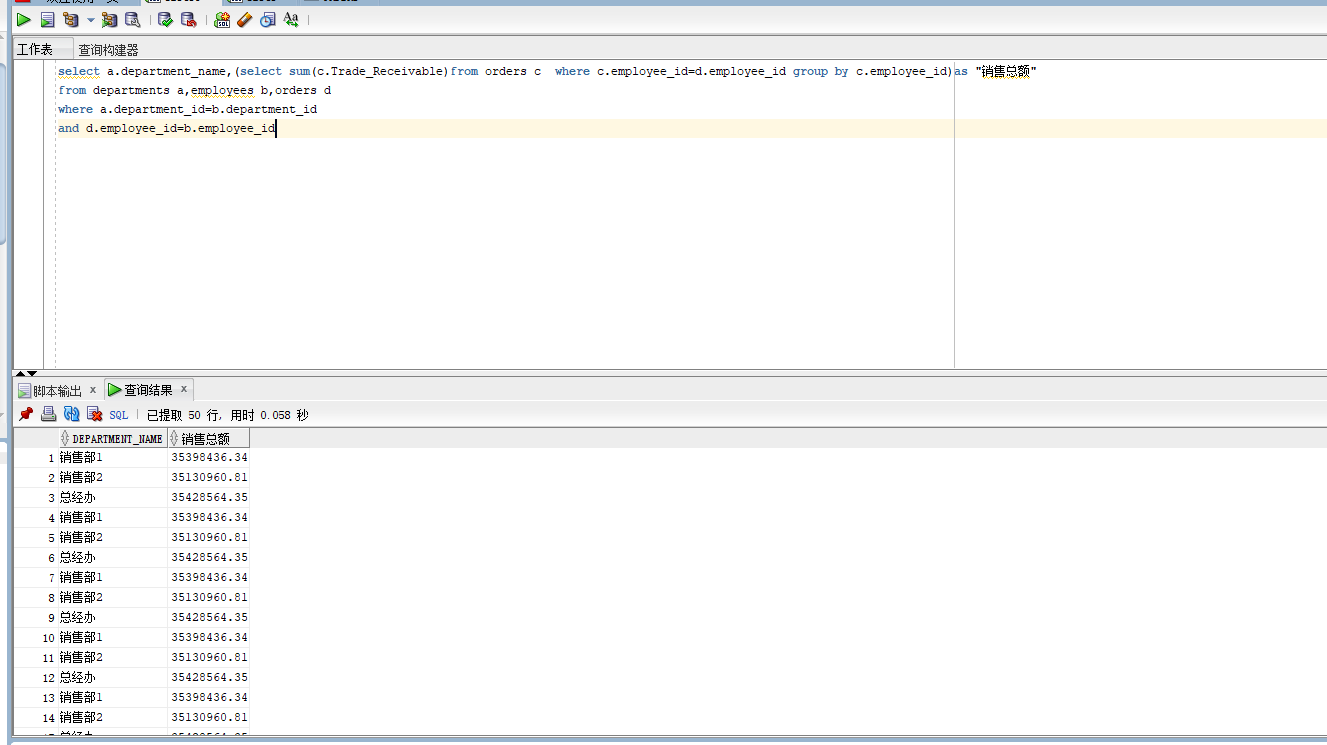 工作表 查询构建器
select a.department_name,(select sum(c.Trade_Receivable)from orders c  where c.employee_id=d.employee_id group by c.employee_id)as "销售总额"
from departments a,employees b,orders d
where a.department_id=b.department_id
and d.employee_id=b.employee_id
脚本输出 × 查询结果 ×
SQL 已提取 50 行, 用时 0.058 秒
DEPARTMENT_NAME 销售总额
1 销售部1 35398436.34
2 销售部2 35130960.81
3 总经办 35428564.35
4 销售部1 35398436.34
5 销售部2 35130960.81
6 总经办 35428564.35
7 销售部1 35398436.34
8 销售部2 35130960.81
9 总经办 35428564.35
10 销售部1 35398436.34
11 销售部2 35130960.81
12 总经办 35428564.35
13 销售部1 35398436.34
14 销售部2 35130960.81